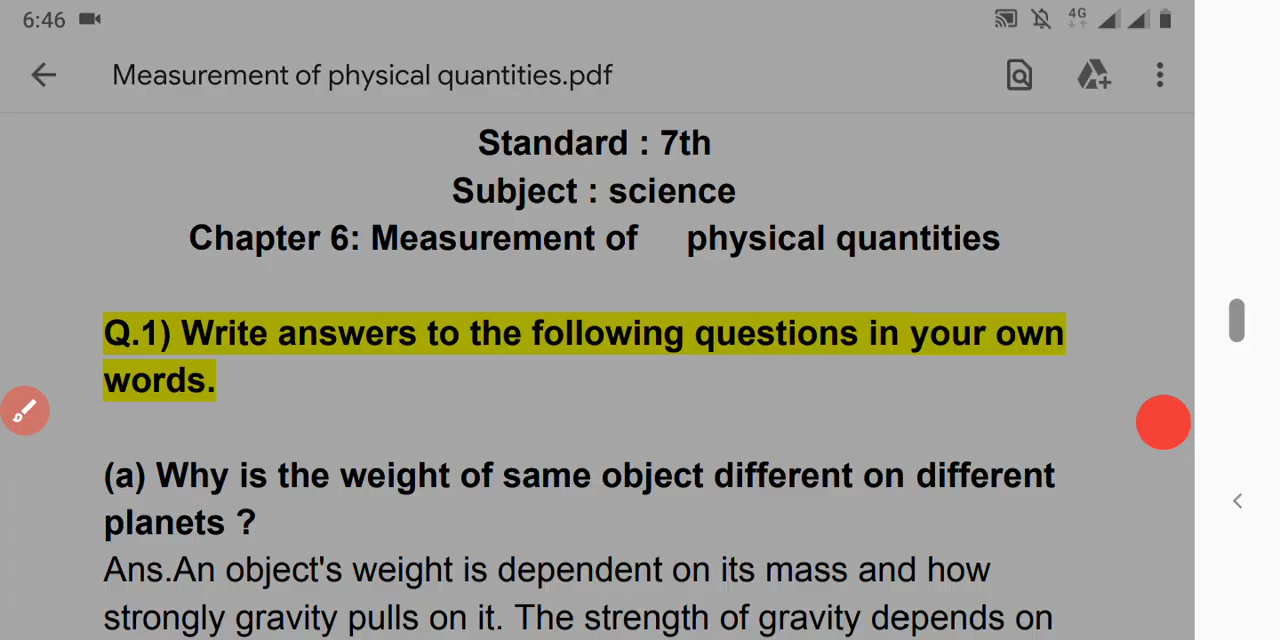 6:46
4G
Measurement of physical quantities.pdf
Standard : 7th
Subject : science
Chapter 6: Measurement of physical quantities
Q.1) Write answers to the following questions in your own
words.
(a) Why is the weight of same object different on different
planets ?
Ans.An object's weight is dependent on its mass and how
strongly gravity pulls on it. The strength of gravity depends on